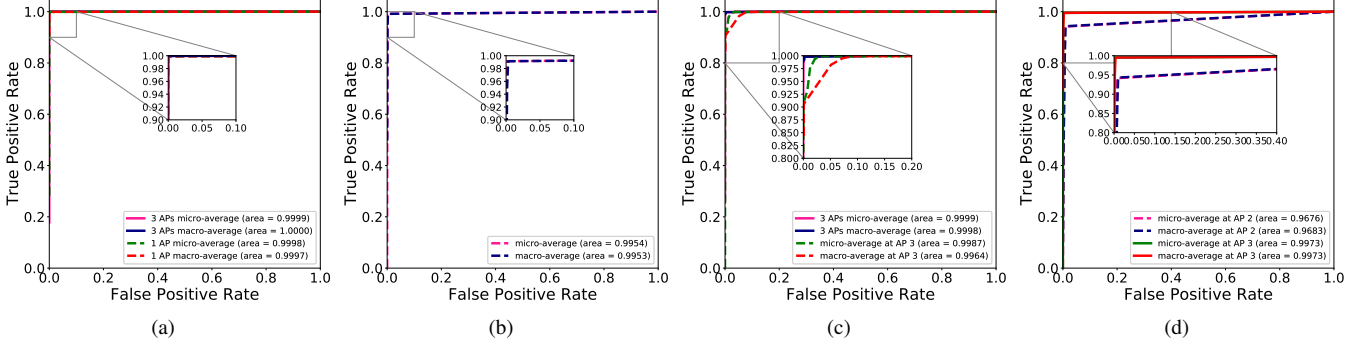 True Positive Rate
1.0
0.8
0.6
0.4
0.2
0.0
1.00
0.98
0.96
0.94
0.92
0.90
0.00 0.05 0.10
3 APs micro-average (area = 0.9999)
3 APs macro-average (area = 1.0000)
1 AP micro-average (area = 0.9998)
1 AP macro-average (area = 0.9997)
0.0 0.2 0.4 0.6 0.8 1.0
False Positive Rate
(a)
True Positive Rate
1.0
0.8
0.6
0.4
0.2
0.0
1.00
0.98
0.96
0.94
0.92
0.90
0.00 0.05 0.10
micro-average (area = 0.9954)
macro-average (area = 0.9953)
0.0 0.2 0.4 0.6 0.8 1.0
False Positive Rate
(b)
True Positive Rate
1.0
0.8
0.6
0.4
0.2
0.0
1.000
0.975
0.950
0.925
0.900
0.875
0.850
0.825
0.800
0.00 0.05 0.10 0.15 0.20
3 APs micro-average (area = 0.9999)
3 APs macro-average (area = 0.9998)
micro-average at AP 3 (area = 0.9987)
macro-average at AP 3 (area = 0.9964)
0.0 0.2 0.4 0.6 0.8 1.0
False Positive Rate
(c)
True Positive Rate
1.0
0.8
0.6
0.4
0.2
0.0
1.00
0.95
0.90
0.85
0.80
0.00 0.05 0.10 0.15 0.20 0.25 0.30 0.35 0.40
micro-average at AP 2 (area = 0.9676)
macro-average at AP 2 (area = 0.9683)
micro-average at AP 3 (area = 0.9973)
macro-average at AP 3 (area = 0.9973)
0.0 0.2 0.4 0.6 0.8 1.0
False Positive Rate
(d)